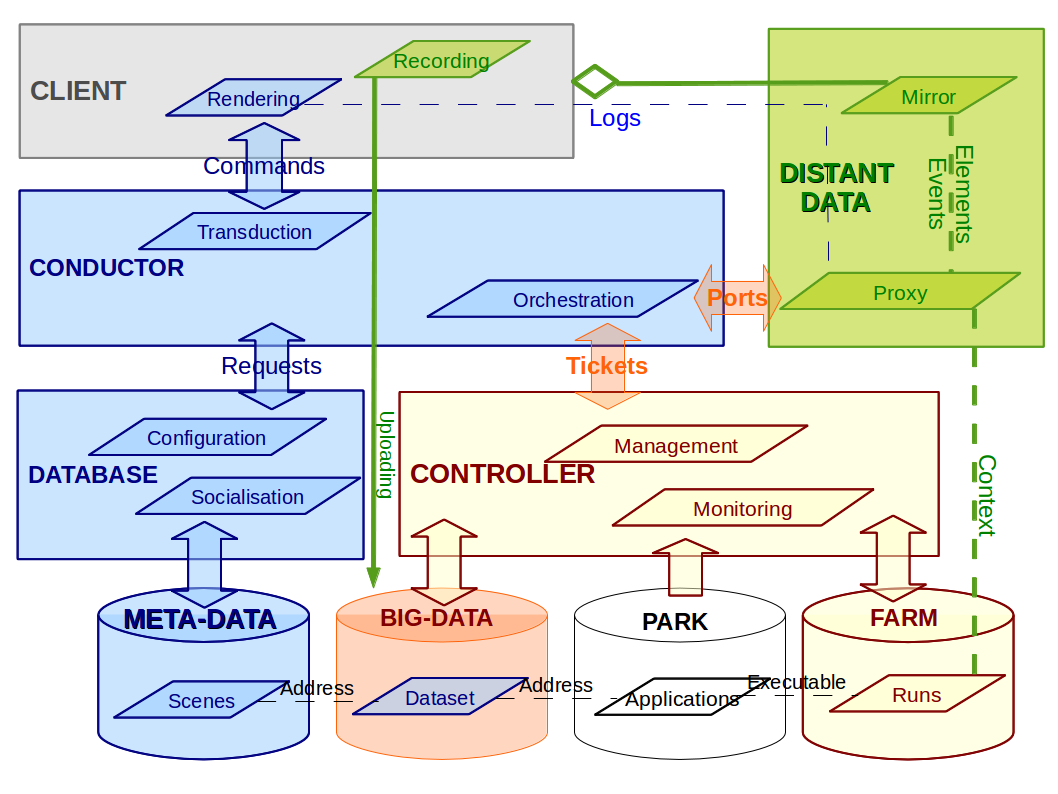 Recording
CLIENT
Rendering
Mirror
Logs
Commands
DISTANT
DATA
Elements
Events
Transduction
CONDUCTOR
Orchestration
Ports
Proxy
Requests
Tickets
Configuration
DATABASE
Socialisation
Uploading
CONTROLLER
Management
Monitoring
Context
META-DATA
BIG-DATA
PARK
FARM
Scenes
Address
Dataset
Address
Applications
Executable
Runs